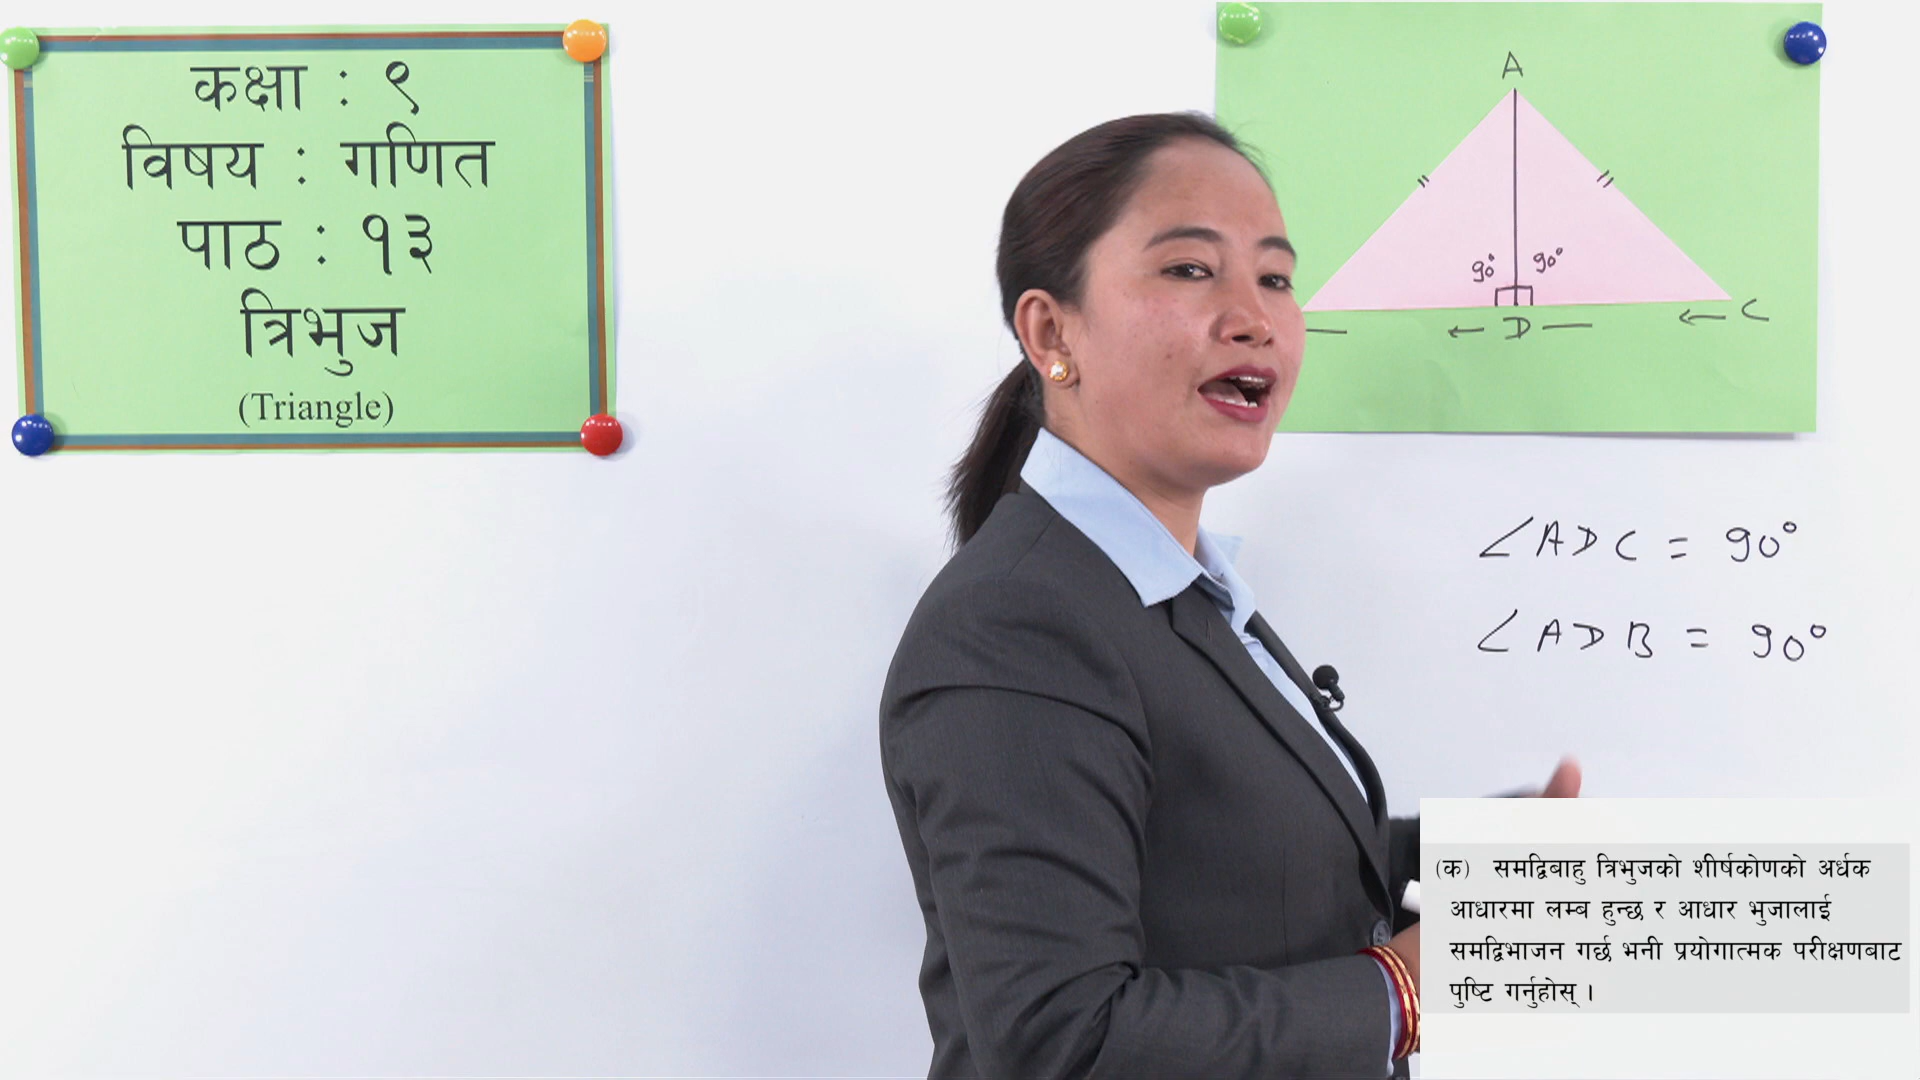 कक्षा : ९
विषय : गणित
पाठ : १३
त्रिभुज
(Triangle)
A
90° 90°
D
C
∠ADC = 90°
∠ADB = 90°
(क) समद्विबाहु त्रिभुजको शीर्षकोणको अर्धक
आधारमा लम्ब हुन्छ र आधार भुजालाई
समद्विभाजन गर्छ भनी प्रयोगात्मक परीक्षणबाट
पुष्टि गर्नुहोस् ।